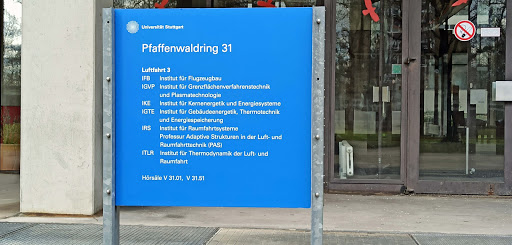 Universität Stuttgart
Pfaffenwaldring 31
Luftfahrt 3
IFB Institut für Flugzeugbau
IGVP Institut für Grenzflächenverfahrenstechnik
und Plasmatechnologie
IKE Institut für Kernenergetik und Energiesysteme
IGTE Institut für Gebäudeenergetik, Thermotechnik
und Energiespeicherung
IRS Institut für Raumfahrtsysteme
Professor Adaptive Strukturen in der Luft- und
Raumfahrttechnik (PAS)
ITLR Institut für Thermodynamik der Luft- und
Raumfahrt
Hörsäle V 31.01, V 31.51